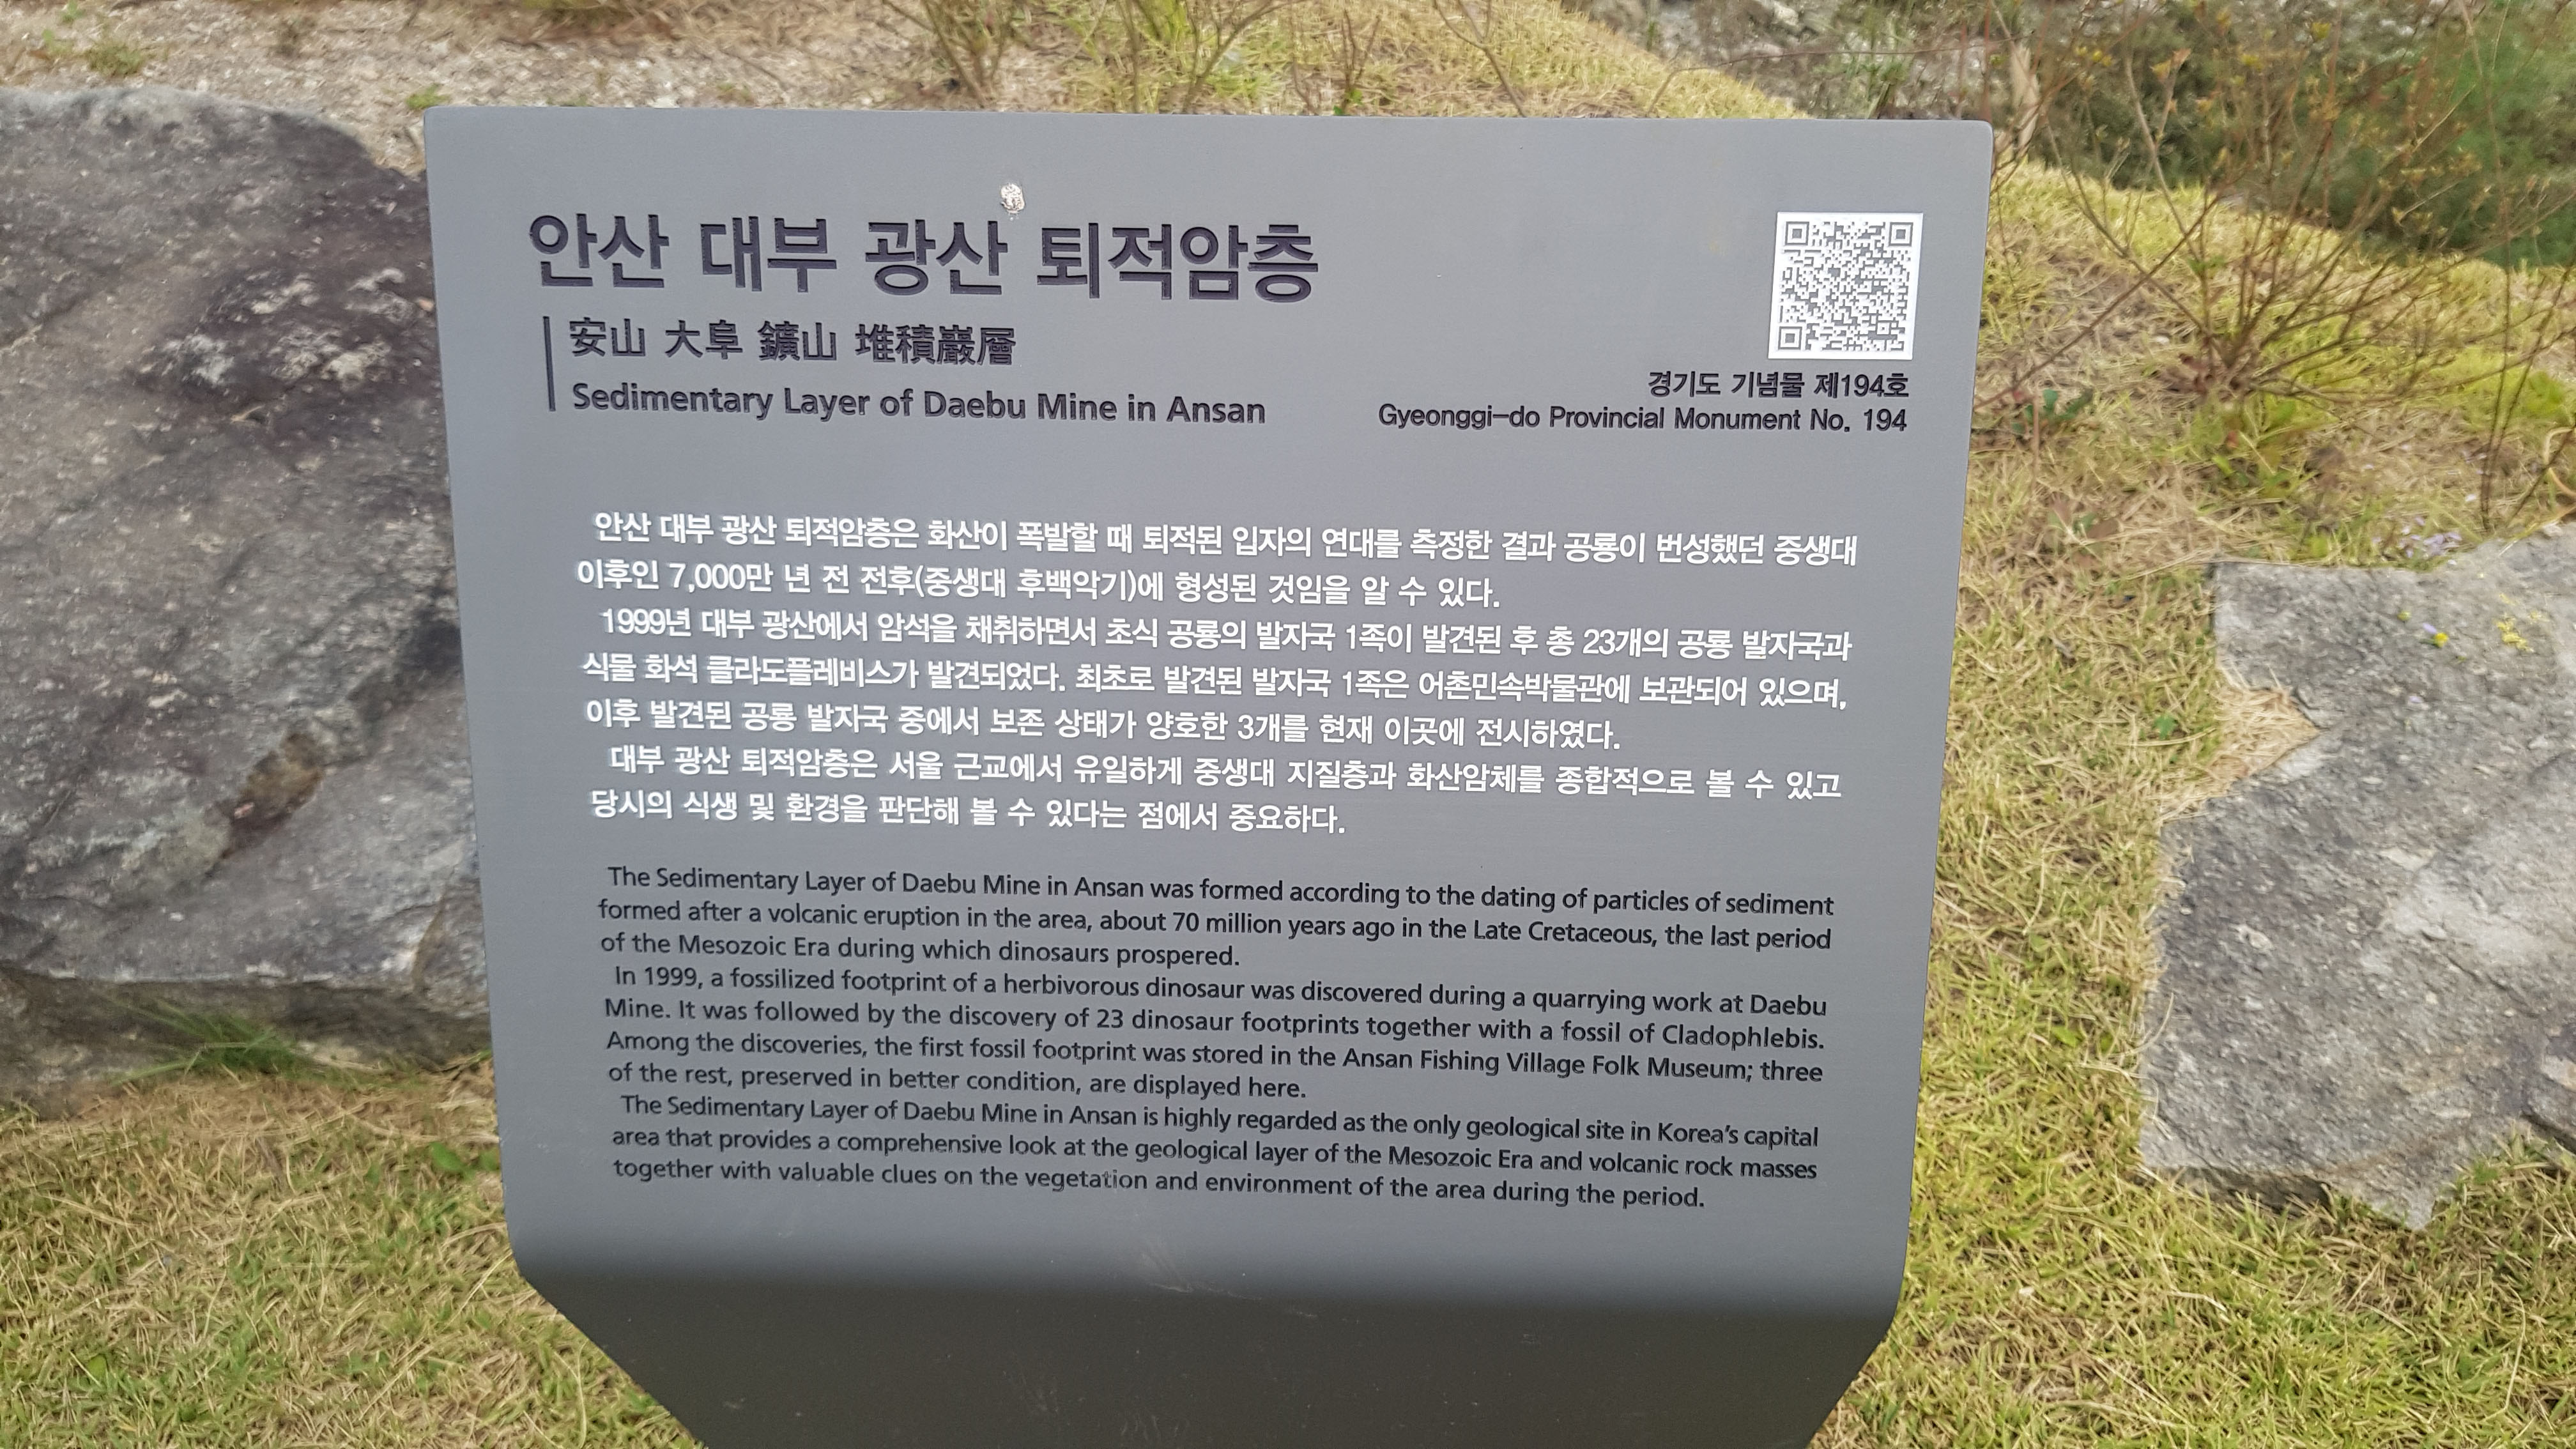 안산 대부 광산 퇴적암층
安山 大阜 鑛山 堆積巖層
Sedimentary Layer of Daebu Mine in Ansan
경기도 기념물 제194호
Gyeonggi-do Provincial Monument No. 194
안산 대부 광산 퇴적암층은 화산이 폭발할 때 퇴적된 입자의 연대를 측정한 결과 공룡이 번성했던 중생대
이후인 7,000만 년 전 전후(중생대 후백악기)에 형성된 것임을 알 수 있다.
1999년 대부 광산에서 암석을 채취하면서 초식 공룡의 발자국 1족이 발견된 후 총 23개의 공룡 발자국과
식물 화석 클라도플레비스가 발견되었다. 최초로 발견된 발자국 1족은 어촌민속박물관에 보관되어 있으며,
이후 발견된 공룡 발자국 중에서 보존 상태가 양호한 3개를 현재 이곳에 전시하였다.
대부 광산 퇴적암층은 서울 근교에서 유일하게 중생대 지질층과 화산암체를 종합적으로 볼 수 있고
당시의 식생 및 환경을 판단해 볼 수 있다는 점에서 중요하다.
The Sedimentary Layer of Daebu Mine in Ansan was formed according to the dating of particles of sediment
formed after a volcanic eruption in the area, about 70 million years ago in the Late Cretaceous, the last period
of the Mesozoic Era during which dinosaurs prospered.
In 1999, a fossilized footprint of a herbivorous dinosaur was discovered during a quarrying work at Daebu
Mine. It was followed by the discovery of 23 dinosaur footprints together with a fossil of Cladophlebis.
Among the discoveries, the first fossil footprint was stored in the Ansan Fishing Village Folk Museum; three
of the rest, preserved in better condition, are displayed here.
The Sedimentary Layer of Daebu Mine in Ansan is highly regarded as the only geological site in Korea's capital
area that provides a comprehensive look at the geological layer of the Mesozoic Era and volcanic rock masses
together with valuable clues on the vegetation and environment of the area during the period.